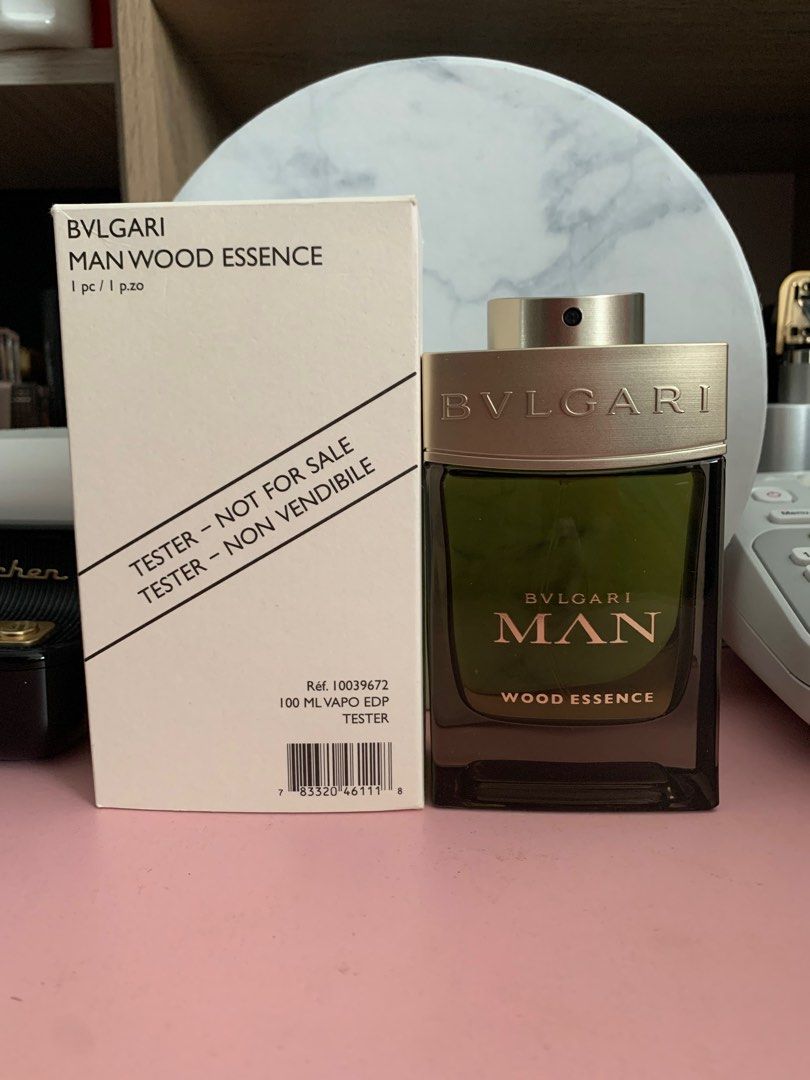 BVLGARI
MAN WOOD ESSENCE
1 pc / 1 p.zo
TESTER – NOT FOR SALE
TESTER – NON VENDIBILE
Réf. 10039672
100 ML VAPO EDP
TESTER
7 83320 46111 8
BVLGARI
BVLGARI
MAN
WOOD ESSENCE
Menu